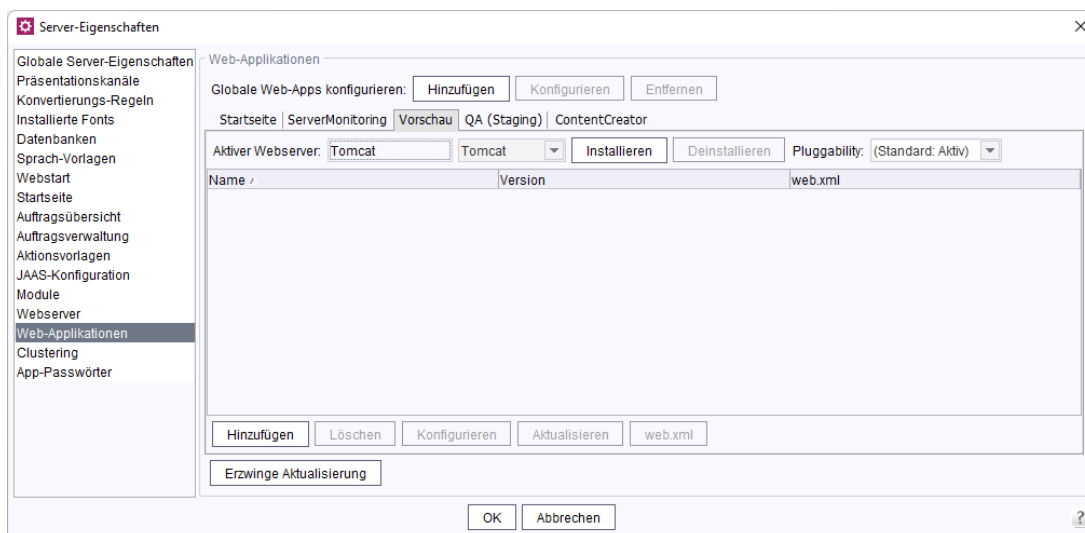 Server-Eigenschaften
Globale Server-Eigenschaften
Präsentationskanäle
Konvertierungs-Regeln
Installierte Fonts
Datenbanken
Sprach-Vorlagen
Webstart
Startseite
Auftragsübersicht
Auftragsverwaltung
Aktionsvorlagen
JAAS-Konfiguration
Module
Webserver
Web-Applikationen
Clustering
App-Passwörter
Web-Applikationen
Globale Web-Apps konfigurieren: Hinzufügen Konfigurieren Entfernen
Startseite ServerMonitoring Vorschau QA (Staging) ContentCreator
Aktiver Webserver: Tomcat Tomcat Installieren Deinstallieren Pluggability: (Standard: Aktiv)
Name Version web.xml
Hinzufügen Löschen Konfigurieren Aktualisieren web.xml
Erzwinge Aktualisierung
OK Abbrechen
?